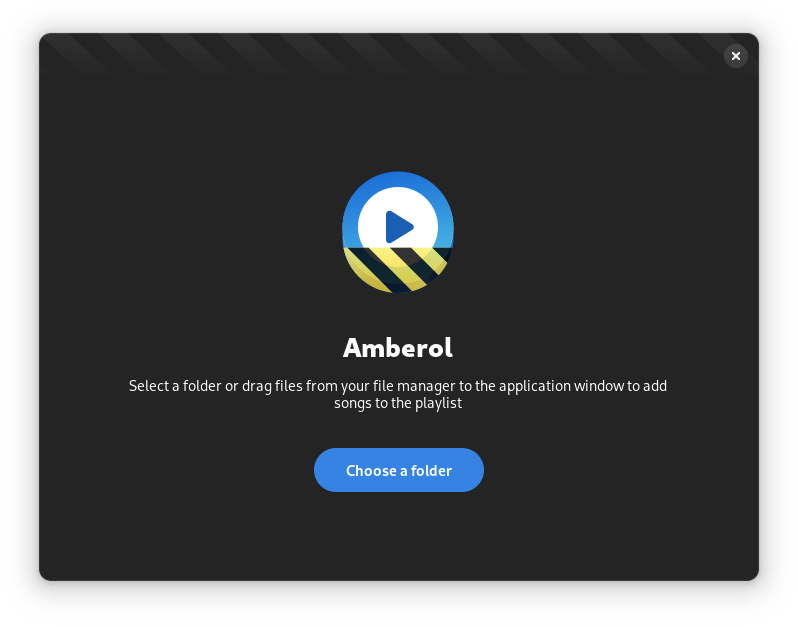 Amberol
Select a folder or drag files from your file manager to the application window to add
songs to the playlist
Choose a folder